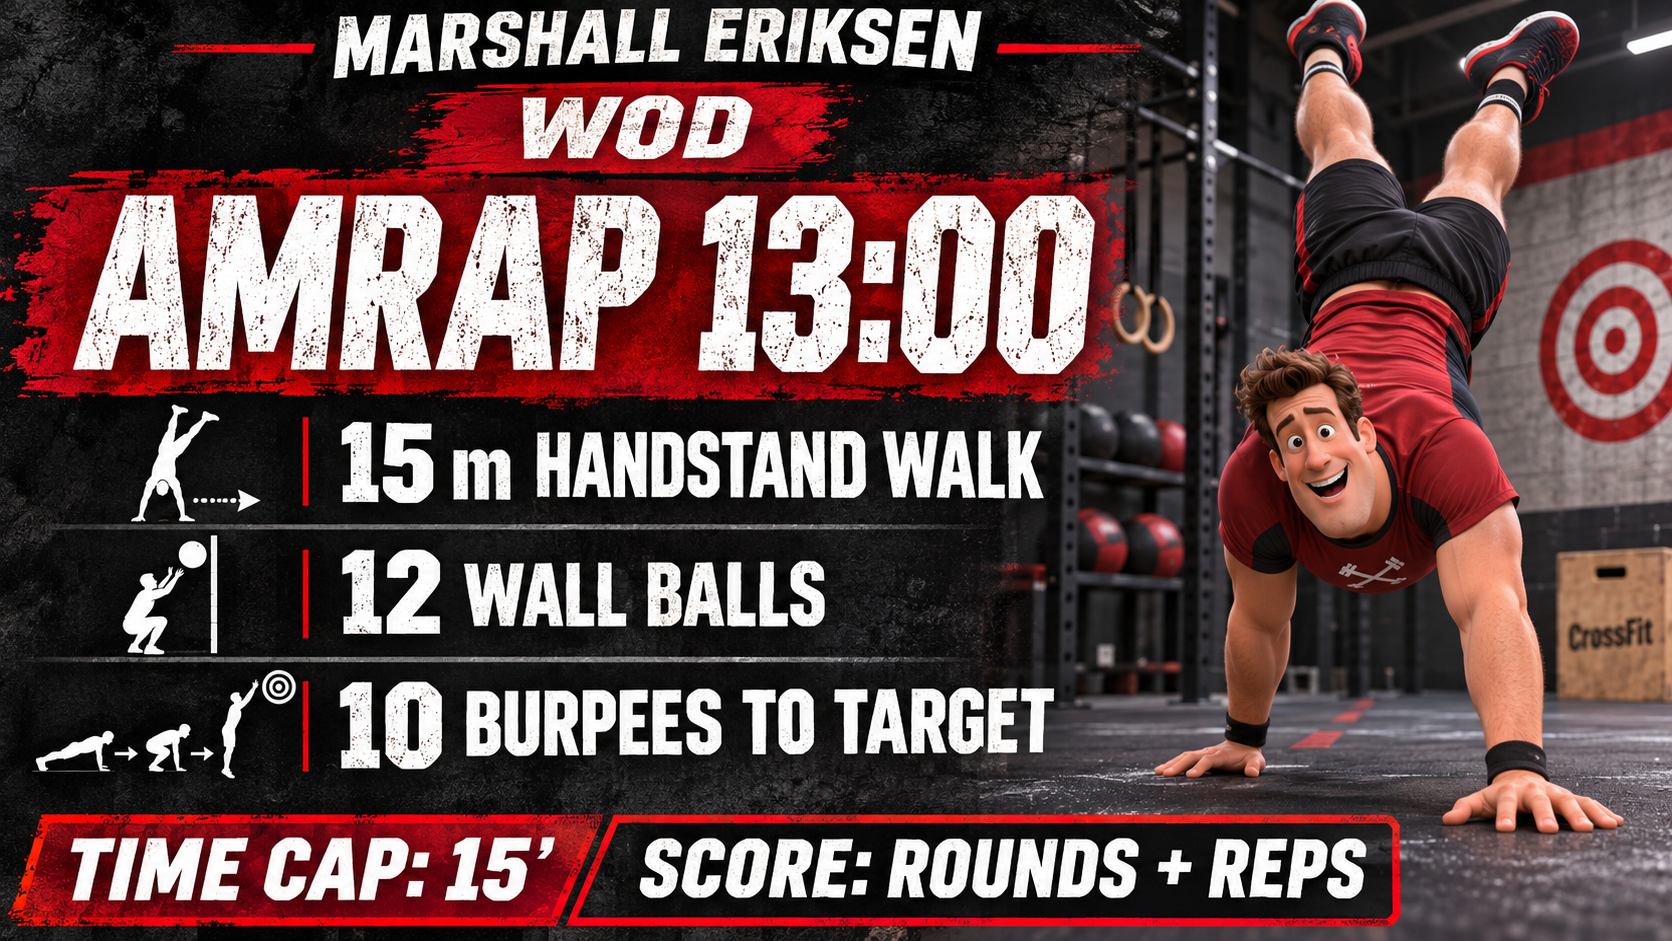 MARSHALL ERIKSEN
WOD
AMRAP 13:00
15 m HANDSTAND WALK
12 WALL BALLS
10 BURPEES TO TARGET
TIME CAP: 15’
SCORE: ROUNDS + REPS
CrossFit